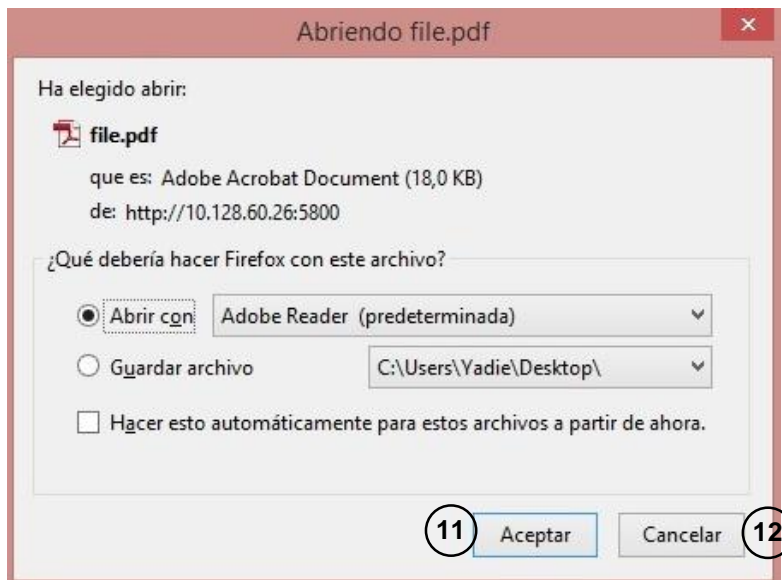 Abriendo file.pdf
Ha elegido abrir:
file.pdf
que es: Adobe Acrobat Document (18,0 KB)
de: http://10.128.60.26:5800
¿Qué debería hacer Firefox con este archivo?
Abrir con Adobe Reader (predeterminada)
Guardar archivo C:\Users\Yadie\Desktop\
Hacer esto automáticamente para estos archivos a partir de ahora.
11 Aceptar Cancelar 12